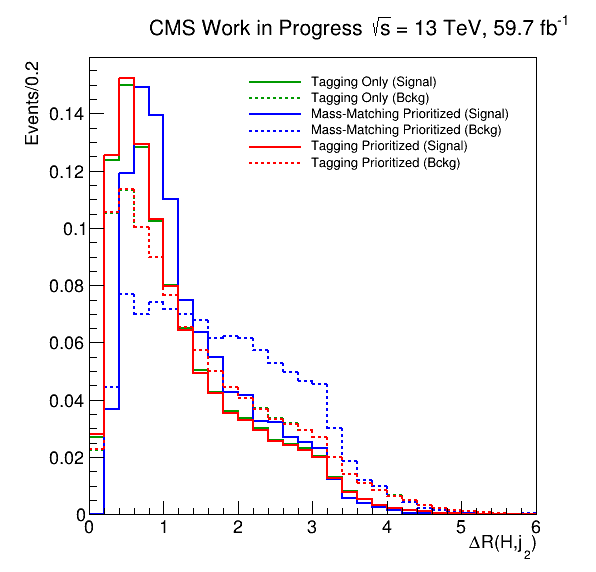 CMS Work in Progress √s = 13 TeV, 59.7 fb⁻¹
Events/0.2
Tagging Only (Signal)
Tagging Only (Bckg)
Mass-Matching Prioritized (Signal)
Mass-Matching Prioritized (Bckg)
Tagging Prioritized (Signal)
Tagging Prioritized (Bckg)
0.14
0.12
0.1
0.08
0.06
0.04
0.02
0
0 1 2 3 4 5 6
ΔR(H,j₂)